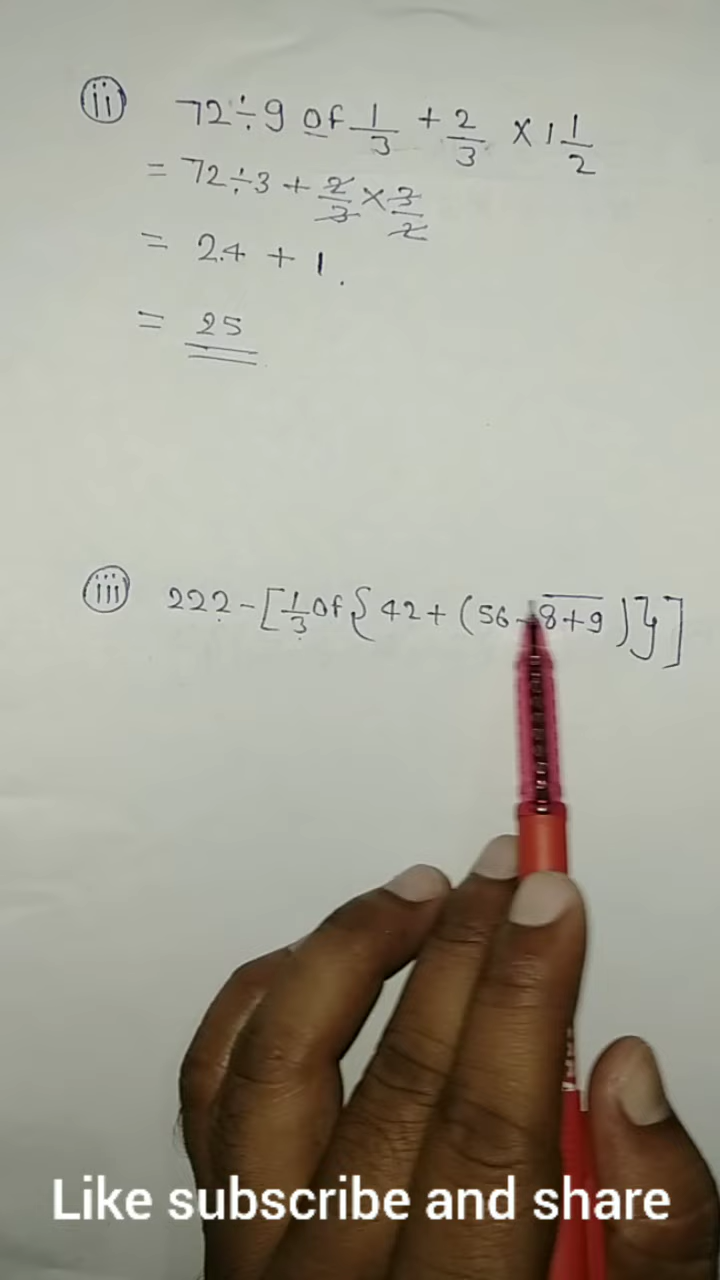 (ii) 72÷9 of 1/3 + 2/3 × 1 1/2
= 72÷3 + 2/3 × 3/2
= 24 + 1.
= 25
(iii) 222-[1/3 of {42+(56-8+9)}]
Like subscribe and share